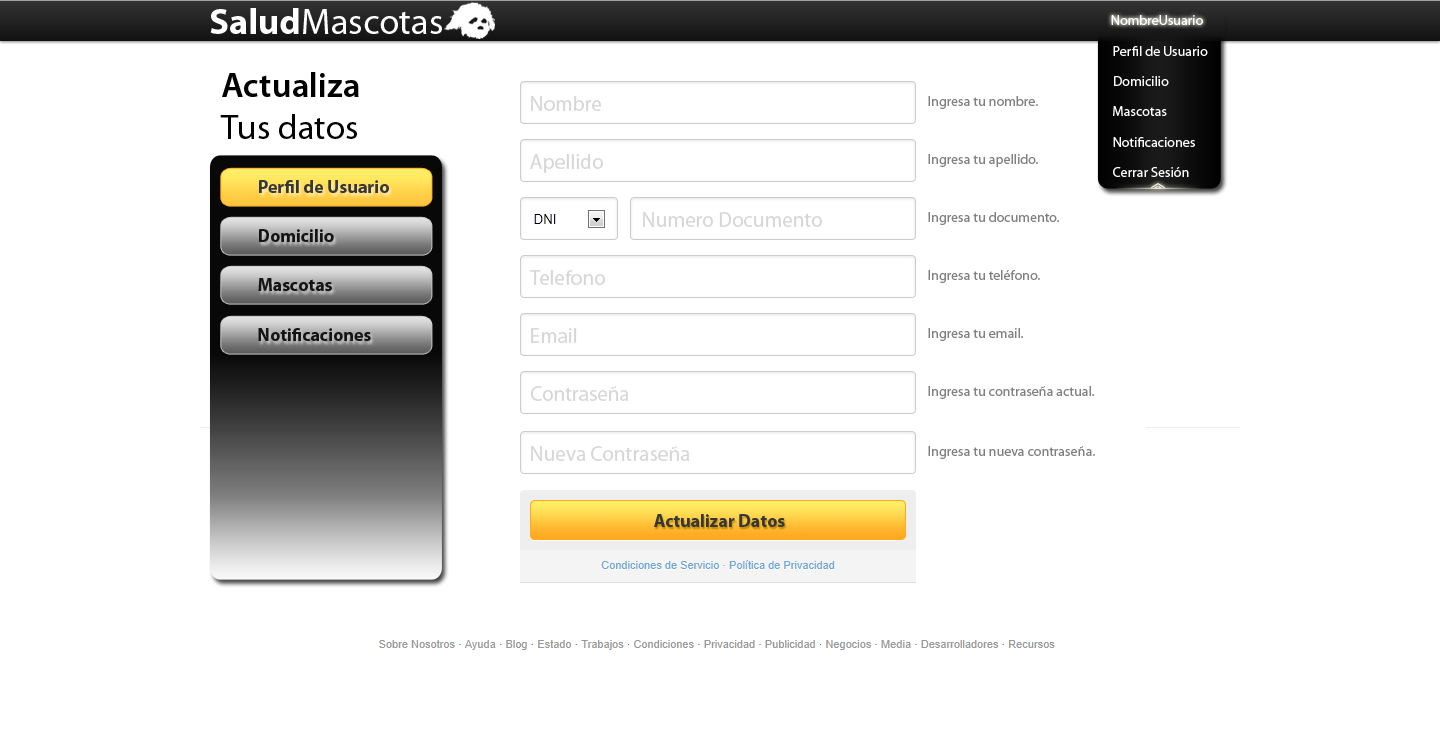 SaludMascotas
NombreUsuario
Perfil de Usuario
Domicilio
Mascotas
Notificaciones
Cerrar Sesión
Actualiza
Tus datos
Perfil de Usuario
Domicilio
Mascotas
Notificaciones
Nombre
Ingresa tu nombre.
Apellido
Ingresa tu apellido.
DNI
Numero Documento
Ingresa tu documento.
Telefono
Ingresa tu teléfono.
Email
Ingresa tu email.
Contraseña
Ingresa tu contraseña actual.
Nueva Contraseña
Ingresa tu nueva contraseña.
Actualizar Datos
Condiciones de Servicio · Política de Privacidad
Sobre Nosotros · Ayuda · Blog · Estado · Trabajos · Condiciones · Privacidad · Publicidad · Negocios · Media · Desarrolladores · Recursos